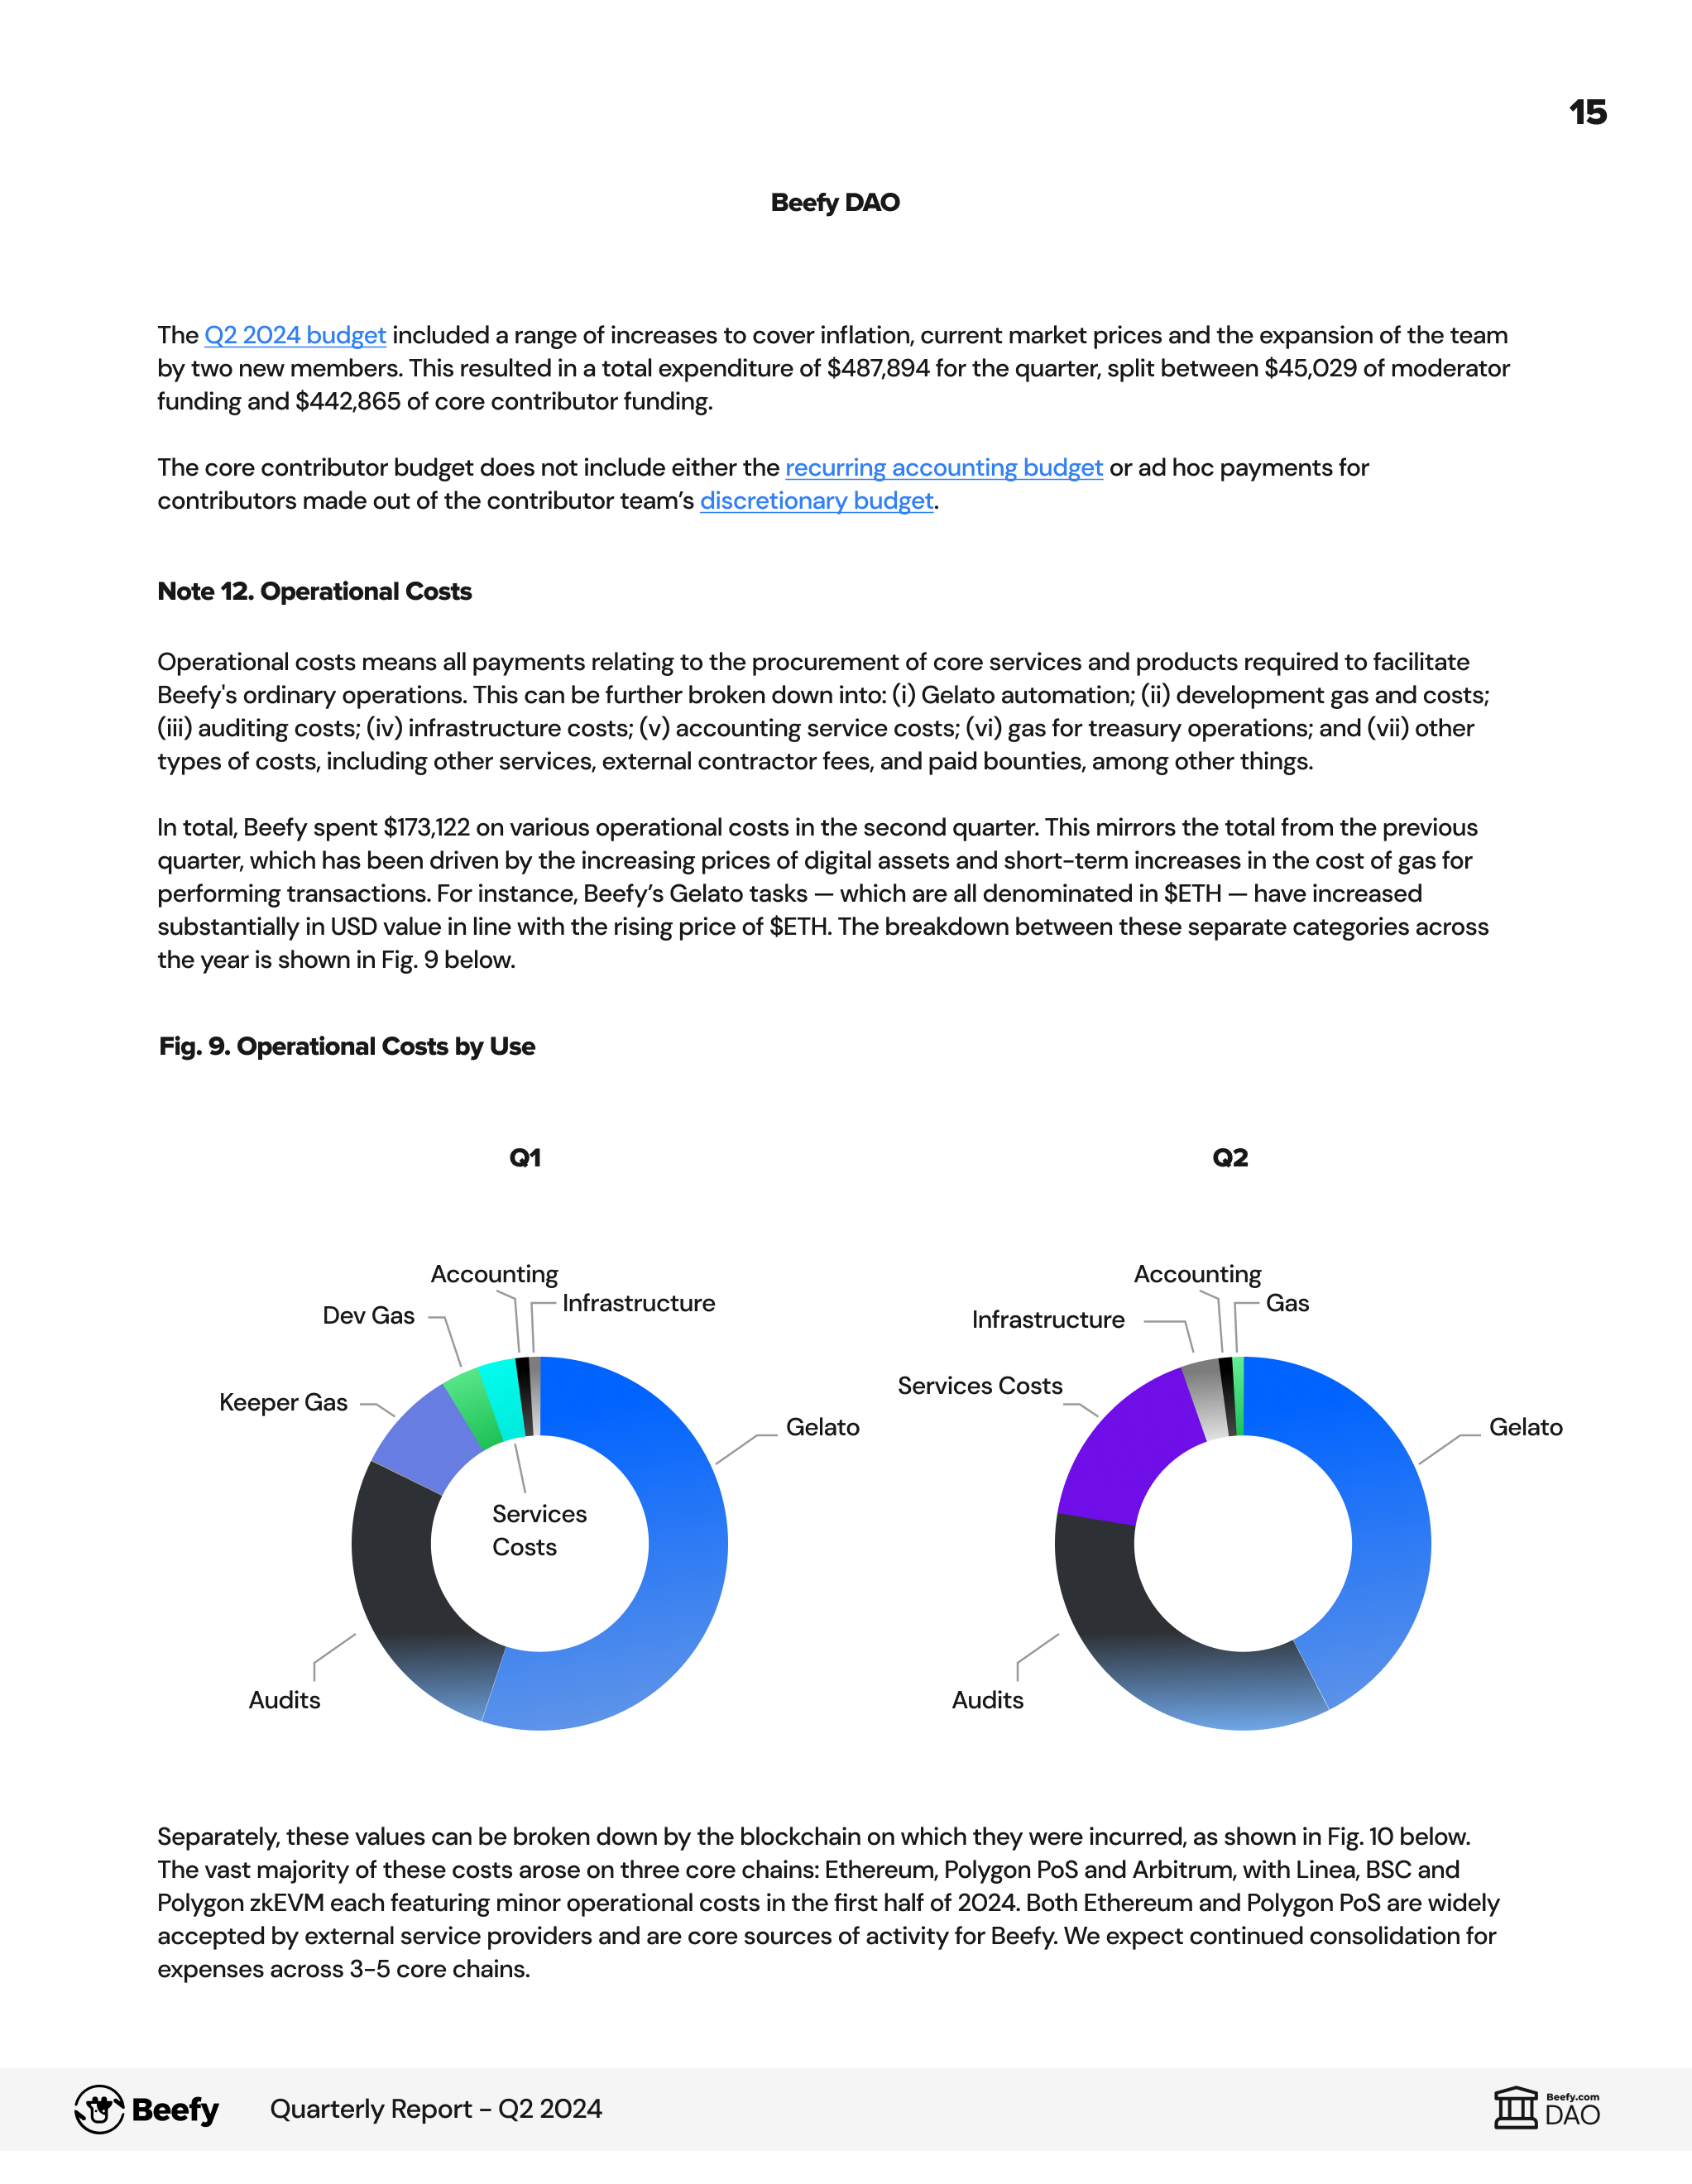 15
Beefy DAO
The Q2 2024 budget included a range of increases to cover inflation, current market prices and the expansion of the team
by two new members. This resulted in a total expenditure of $487,894 for the quarter, split between $45,029 of moderator
funding and $442,865 of core contributor funding.
The core contributor budget does not include either the recurring accounting budget or ad hoc payments for
contributors made out of the contributor team’s discretionary budget.
Note 12. Operational Costs
Operational costs means all payments relating to the procurement of core services and products required to facilitate
Beefy's ordinary operations. This can be further broken down into: (i) Gelato automation; (ii) development gas and costs;
(iii) auditing costs; (iv) infrastructure costs; (v) accounting service costs; (vi) gas for treasury operations; and (vii) other
types of costs, including other services, external contractor fees, and paid bounties, among other things.
In total, Beefy spent $173,122 on various operational costs in the second quarter. This mirrors the total from the previous
quarter, which has been driven by the increasing prices of digital assets and short-term increases in the cost of gas for
performing transactions. For instance, Beefy’s Gelato tasks — which are all denominated in $ETH — have increased
substantially in USD value in line with the rising price of $ETH. The breakdown between these separate categories across
the year is shown in Fig. 9 below.
Fig. 9. Operational Costs by Use
Q1
Accounting
Infrastructure
Dev Gas
Keeper Gas
Gelato
Services
Costs
Audits
Q2
Accounting
Gas
Infrastructure
Services Costs
Gelato
Audits
Separately, these values can be broken down by the blockchain on which they were incurred, as shown in Fig. 10 below.
The vast majority of these costs arose on three core chains: Ethereum, Polygon PoS and Arbitrum, with Linea, BSC and
Polygon zkEVM each featuring minor operational costs in the first half of 2024. Both Ethereum and Polygon PoS are widely
accepted by external service providers and are core sources of activity for Beefy. We expect continued consolidation for
expenses across 3–5 core chains.
Beefy
Quarterly Report - Q2 2024
Beefy.com
DAO